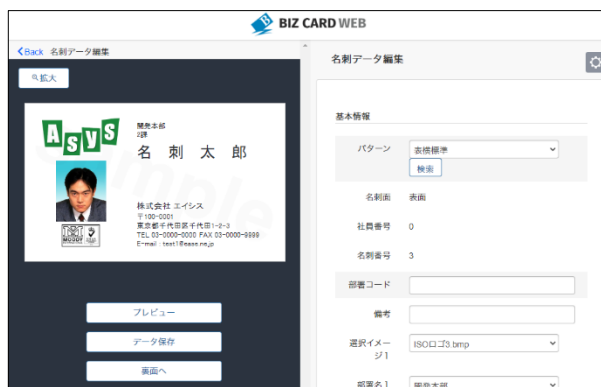 BIZ CARD WEB
Back 名刺データ編集
拡大
Asys
開発本部
2課
名刺太郎
株式会社 エイシス
〒100-0001
東京都千代田区千代田1-2-3
TEL 03-0000-0000 FAX 03-0000-9999
プレビュー
データ保存
裏面へ
名刺データ編集
基本情報
パターン 表横標準
検索
名刺面 表面
社員番号 0
名刺番号 3
部署コード
備考
選択イメージ1 ISOロゴ3.bmp
部署名1 開発本部